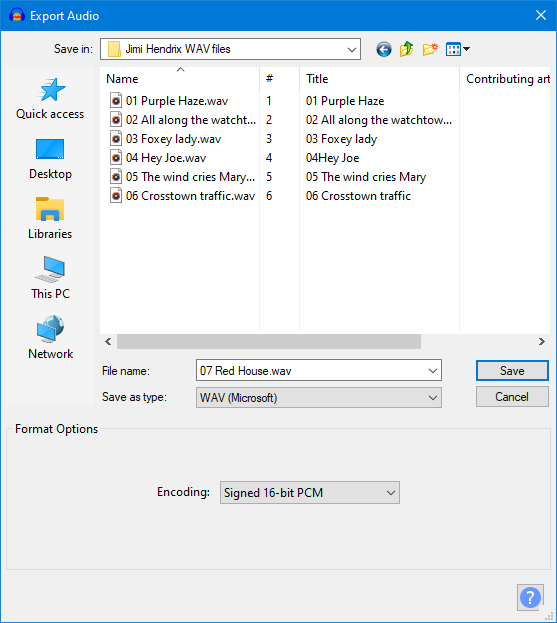 Export Audio
Save in: Jimi Hendrix WAV files
Name # Title Contributing art
01 Purple Haze.wav 1 01 Purple Haze
02 All along the watcht... 2 02 All along the watchtow...
03 Foxey lady.wav 3 03 Foxey lady
04 Hey Joe.wav 4 04Hey Joe
05 The wind cries Mary... 5 05 The wind cries Mary
06 Crosstown traffic.wav 6 06 Crosstown traffic
Quick access
Desktop
Libraries
This PC
Network
File name: 07 Red House.wav Save
Save as type: WAV (Microsoft) Cancel
Format Options
Encoding: Signed 16-bit PCM
?